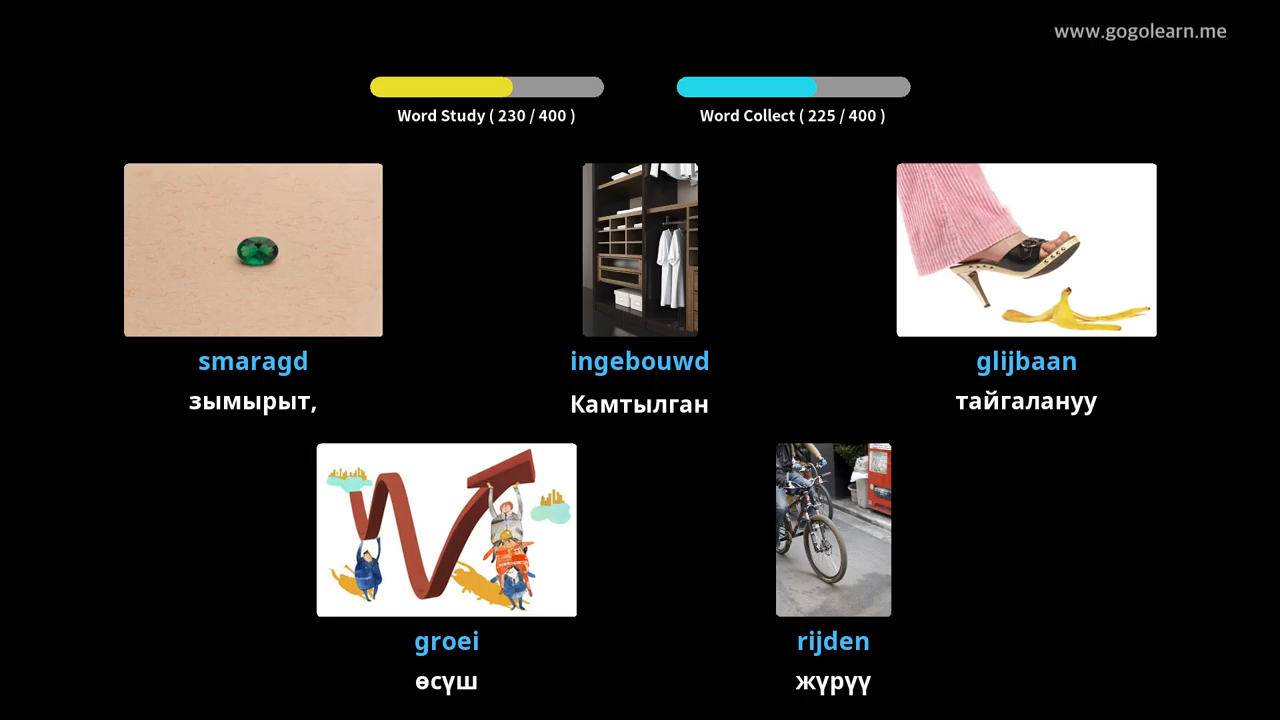 www.gogolearn.me
Word Study ( 230 / 400 )
Word Collect ( 225 / 400 )
smaragd
зымырыт,
ingebouwd
Камтылган
glijbaan
тайгалануу
groei
өсүш
rijden
жүрүү